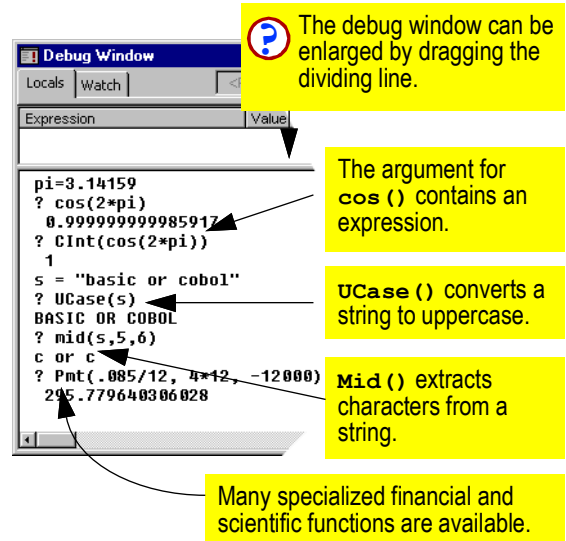 The debug window can be
enlarged by dragging the
dividing line.
Debug Window
Locals
Watch
Expression
Value
pi=3.14159
? cos(2*pi)
0.999999999985917
? CInt(cos(2*pi))
1
s = "basic or cobol"
? UCase(s)
BASIC OR COBOL
? mid(s,5,6)
c or c
? Pmt(.085/12, 4*12, -12000)
295.779640306028
The argument for
cos() contains an
expression.
UCase() converts a
string to uppercase.
Mid() extracts
characters from a
string.
Many specialized financial and
scientific functions are available.